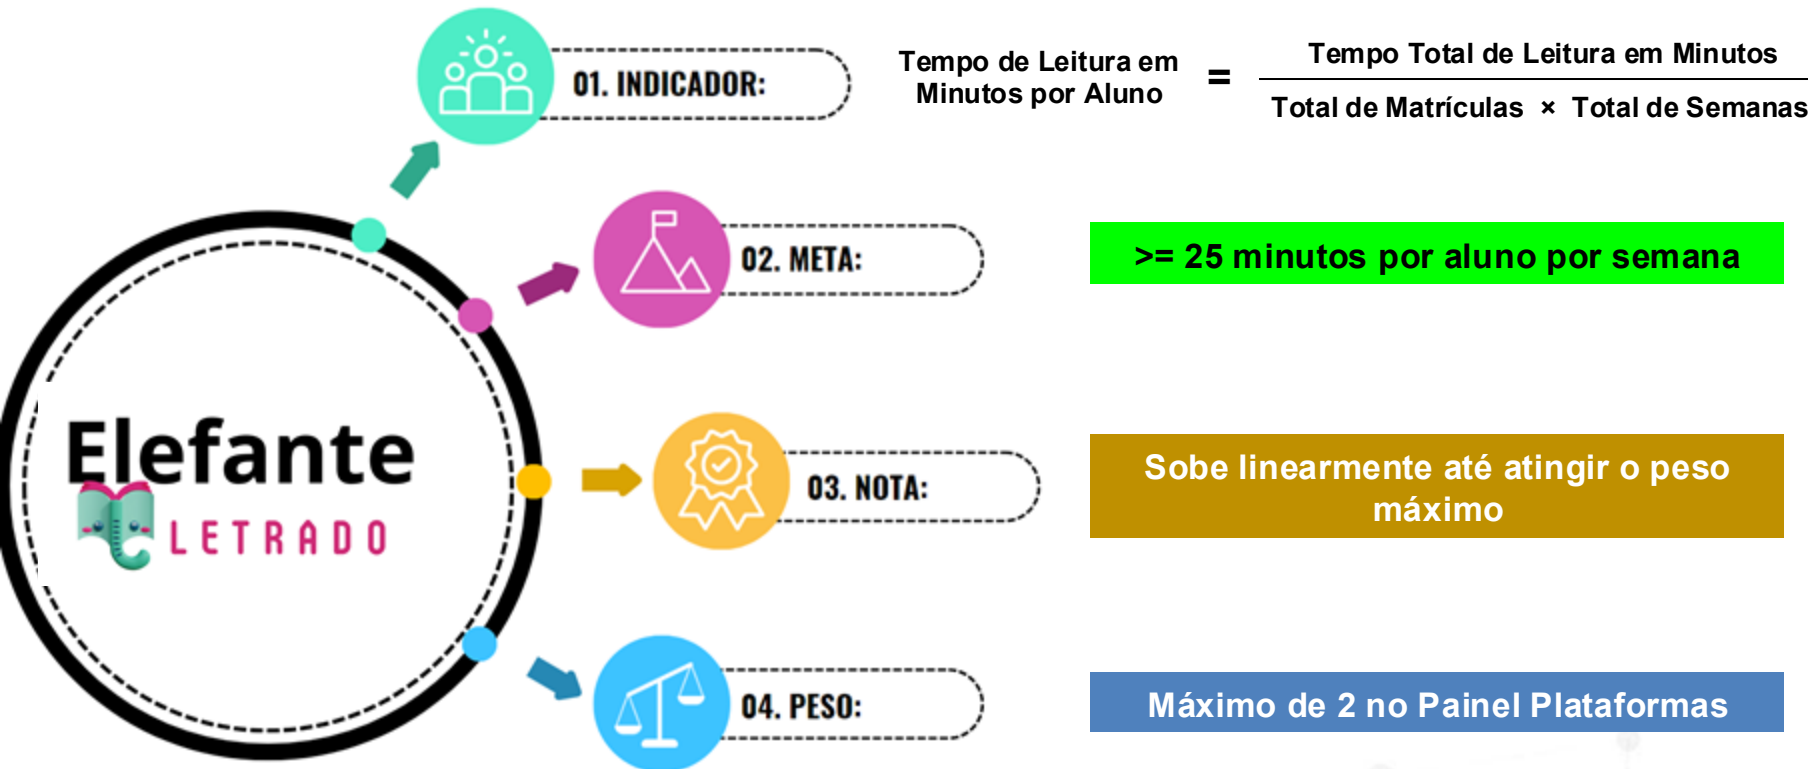 01. INDICADOR:
Tempo de Leitura em
Minutos por Aluno
=
Tempo Total de Leitura em Minutos
Total de Matrículas × Total de Semanas
02. META:
>= 25 minutos por aluno por semana
Elefante
LETRADO
03. NOTA:
Sobe linearmente até atingir o peso
máximo
04. PESO:
Máximo de 2 no Painel Plataformas